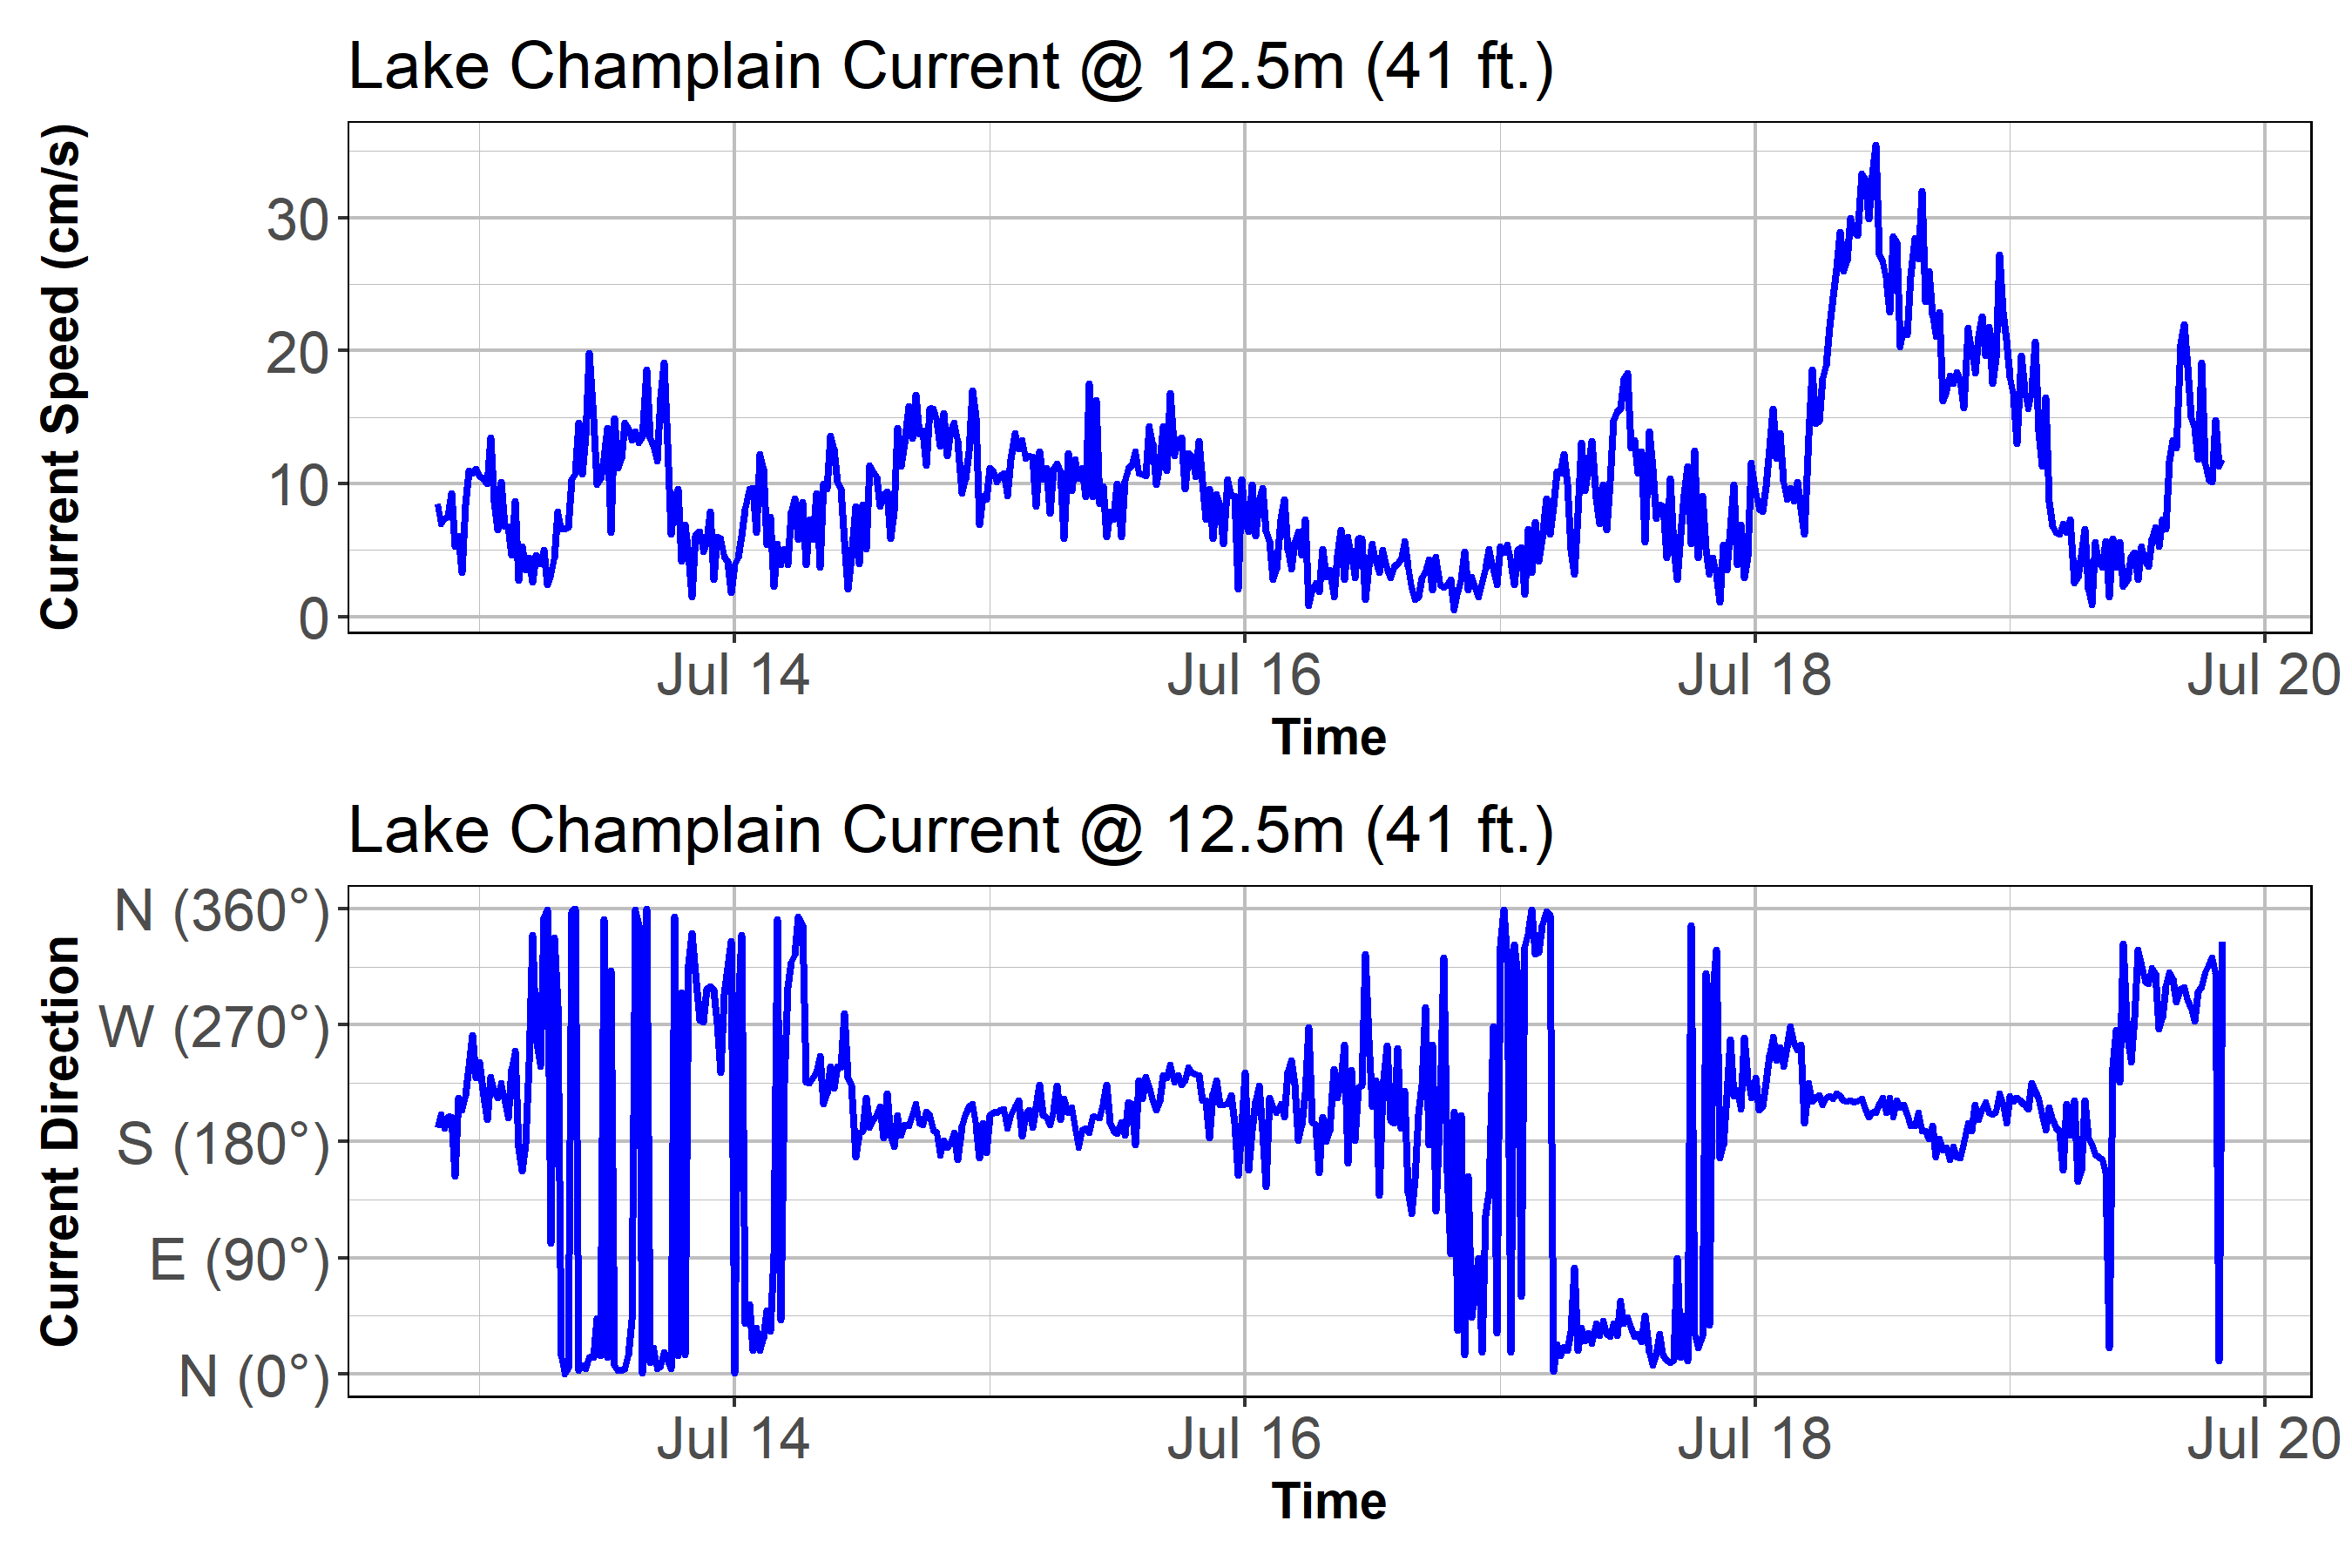 Lake Champlain Current @ 12.5m (41 ft.)
Current Speed (cm/s)
30
20
10
0
Jul 14 Jul 16 Jul 18 Jul 20
Time
Lake Champlain Current @ 12.5m (41 ft.)
Current Direction
N (360°)
W (270°)
S (180°)
E (90°)
N (0°)
Jul 14 Jul 16 Jul 18 Jul 20
Time